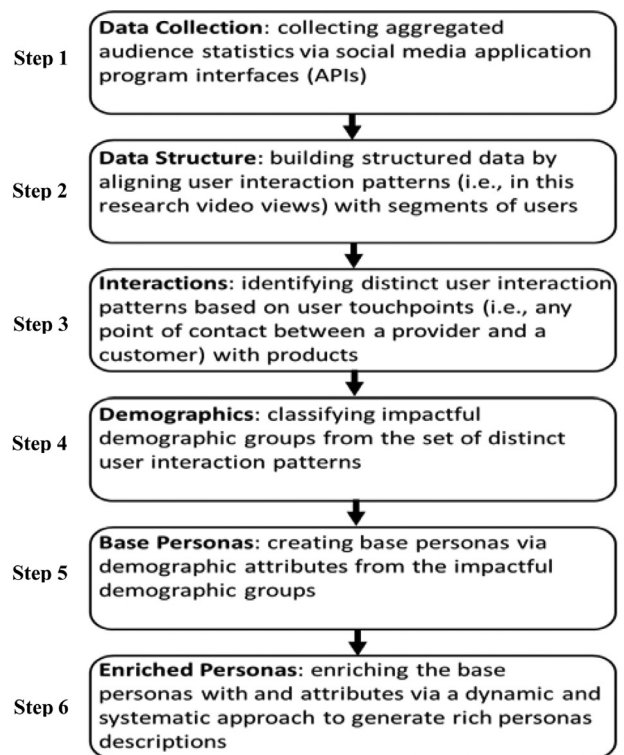 Step 1
Data Collection: collecting aggregated
audience statistics via social media application
program interfaces (APIs)
Step 2
Data Structure: building structured data by
aligning user interaction patterns (i.e., in this
research video views) with segments of users
Step 3
Interactions: identifying distinct user interaction
patterns based on user touchpoints (i.e., any
point of contact between a provider and a
customer) with products
Step 4
Demographics: classifying impactful
demographic groups from the set of distinct
user interaction patterns
Step 5
Base Personas: creating base personas via
demographic attributes from the impactful
demographic groups
Step 6
Enriched Personas: enriching the base
personas with and attributes via a dynamic and
systematic approach to generate rich personas
descriptions